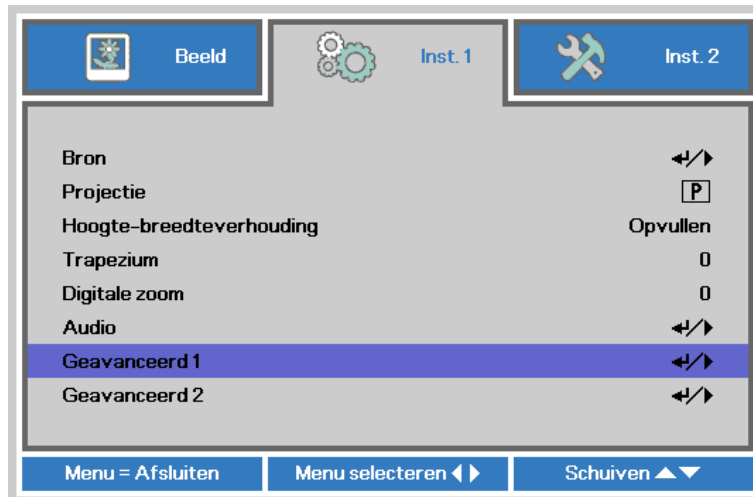 Beeld Inst. 1 Inst. 2
Bron
Projectie P
Hoogte-breedteverhouding Opvullen
Trapezium 0
Digitale zoom 0
Audio
Geavanceerd 1
Geavanceerd 2
Menu = Afsluiten Menu selecteren Schuiven